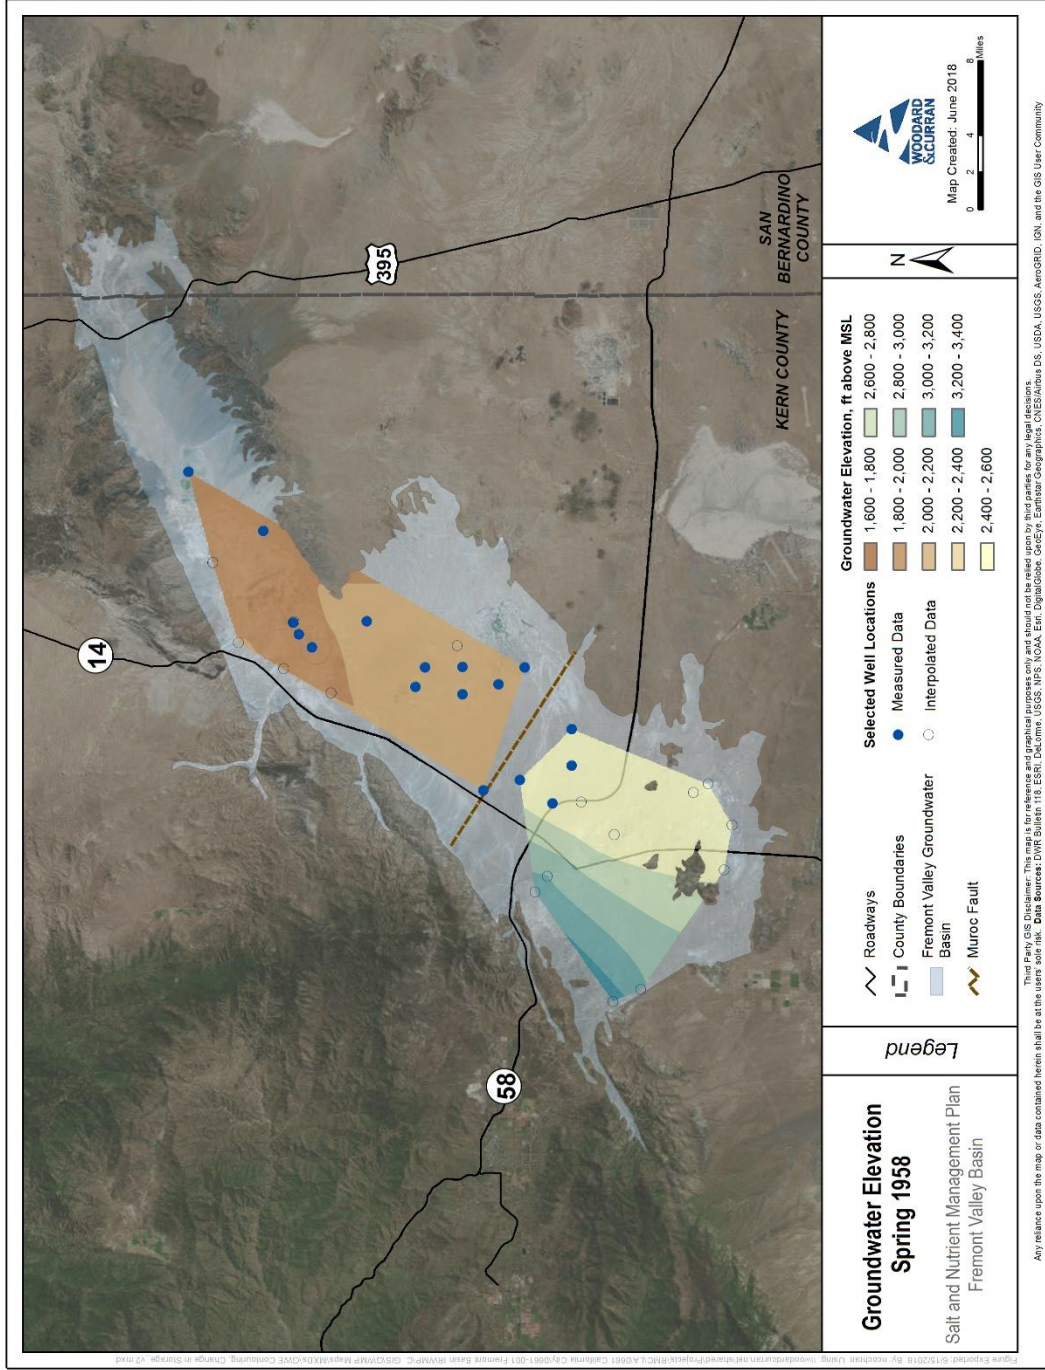 14
395
58
SAN
BERNARDINO
COUNTY
KERN COUNTY
Groundwater Elevation
Spring 1958
Salt and Nutrient Management Plan
Fremont Valley Basin
Legend
Roadways
County Boundaries
Fremont Valley Groundwater
Basin
Muroc Fault
Selected Well Locations
Measured Data
Interpolated Data
Groundwater Elevation, ft above MSL
1,600 - 1,800
1,800 - 2,000
2,000 - 2,200
2,200 - 2,400
2,400 - 2,600
2,600 - 2,800
2,800 - 3,000
3,000 - 3,200
3,200 - 3,400
N
WOODARD
&CURRAN
Map Created: June 2018
0 2 4 8
Miles
Third Party GIS Disclaimer: This map is for reference and graphical purposes only and should not be relied upon by third parties for any legal decisions.
Any reliance upon the map or data contained herein shall be at the users' sole risk. Data Sources: DWR Bulletin 118, ESRI, DeLorme, USGS, NPS, NOAA, Esri, DigitalGlobe, GeoEye, Earthstar Geographics, CNES/Airbus DS, USDA, USGS, AeroGRID, IGN, and the GIS User Community